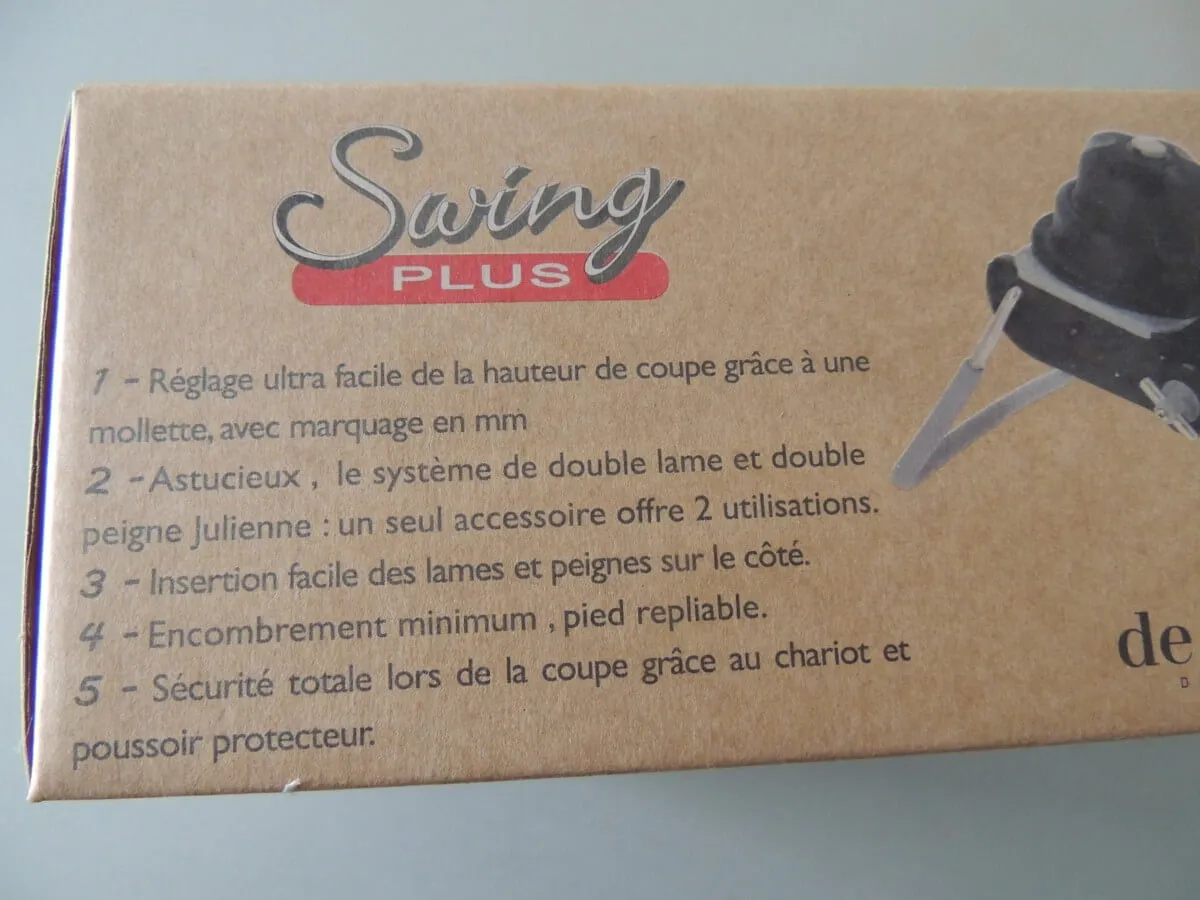 Swing
PLUS
1 - Réglage ultra facile de la hauteur de coupe grâce à une
mollette, avec marquage en mm
2 - Astucieux , le système de double lame et double
peigne Julienne : un seul accessoire offre 2 utilisations.
3 - Insertion facile des lames et peignes sur le côté.
4 - Encombrement minimum , pied repliable.
5 - Sécurité totale lors de la coupe grâce au chariot et
poussoir protecteur.
de
D